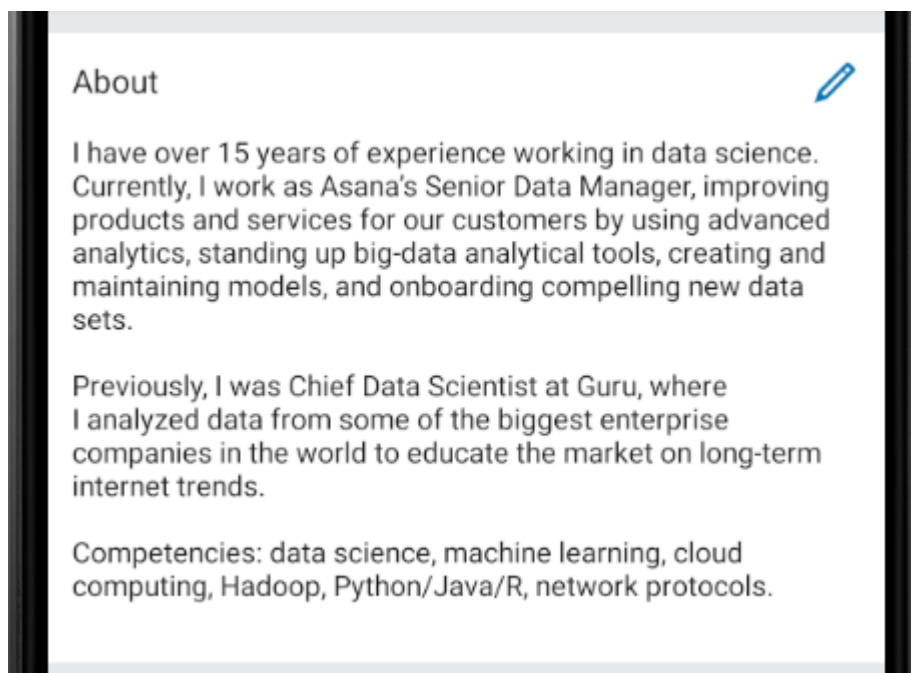 About
I have over 15 years of experience working in data science.
Currently, I work as Asana's Senior Data Manager, improving
products and services for our customers by using advanced
analytics, standing up big-data analytical tools, creating and
maintaining models, and onboarding compelling new data
sets.
Previously, I was Chief Data Scientist at Guru, where
I analyzed data from some of the biggest enterprise
companies in the world to educate the market on long-term
internet trends.
Competencies: data science, machine learning, cloud
computing, Hadoop, Python/Java/R, network protocols.